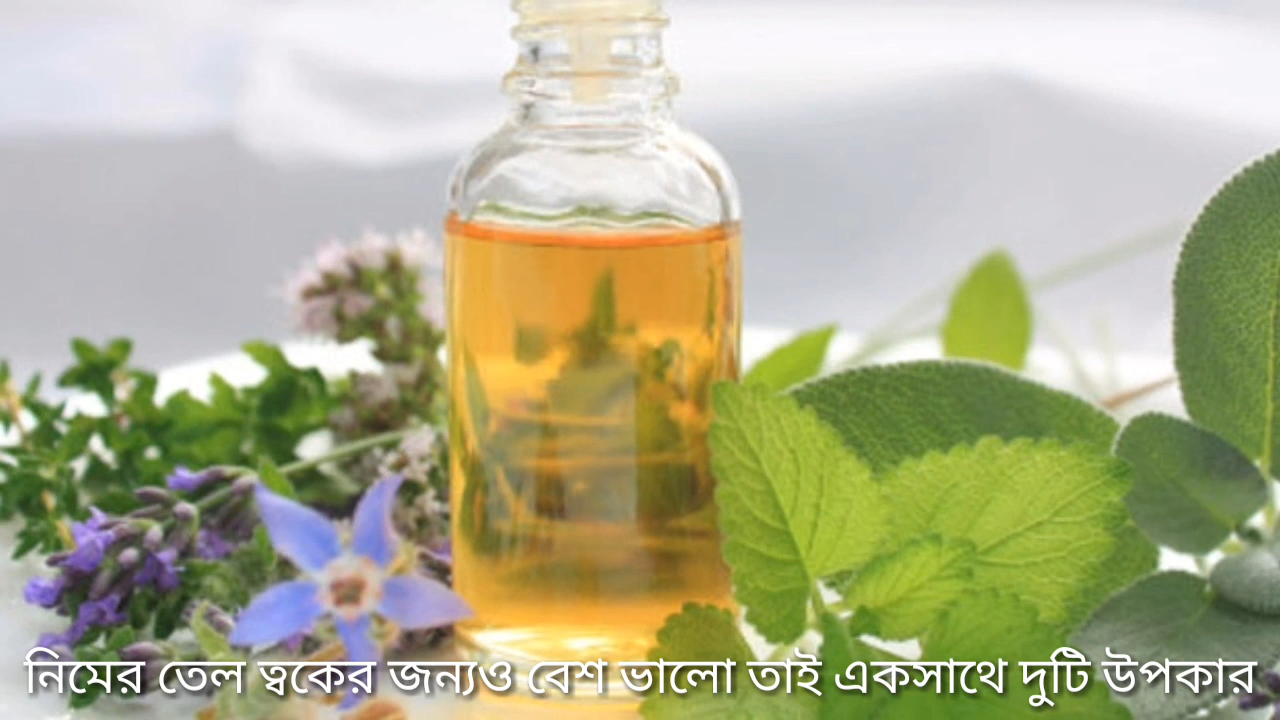 নিমের তেল ত্বকের জন্যও বেশ ভালো তাই একসাথে দুটি উপকার